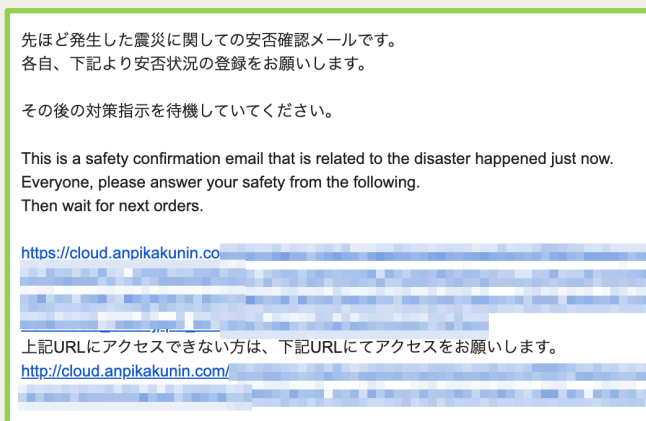 先ほど発生した震災に関しての安否確認メールです。
各自、下記より安否状況の登録をお願いします。
その後の対策指示を待機していてください。
This is a safety confirmation email that is related to the disaster happened just now.
Everyone, please answer your safety from the following.
Then wait for next orders.
https://cloud.anpikakunin.co
上記URLにアクセスできない方は、下記URLにてアクセスをお願いします。
http://cloud.anpikakunin.com/